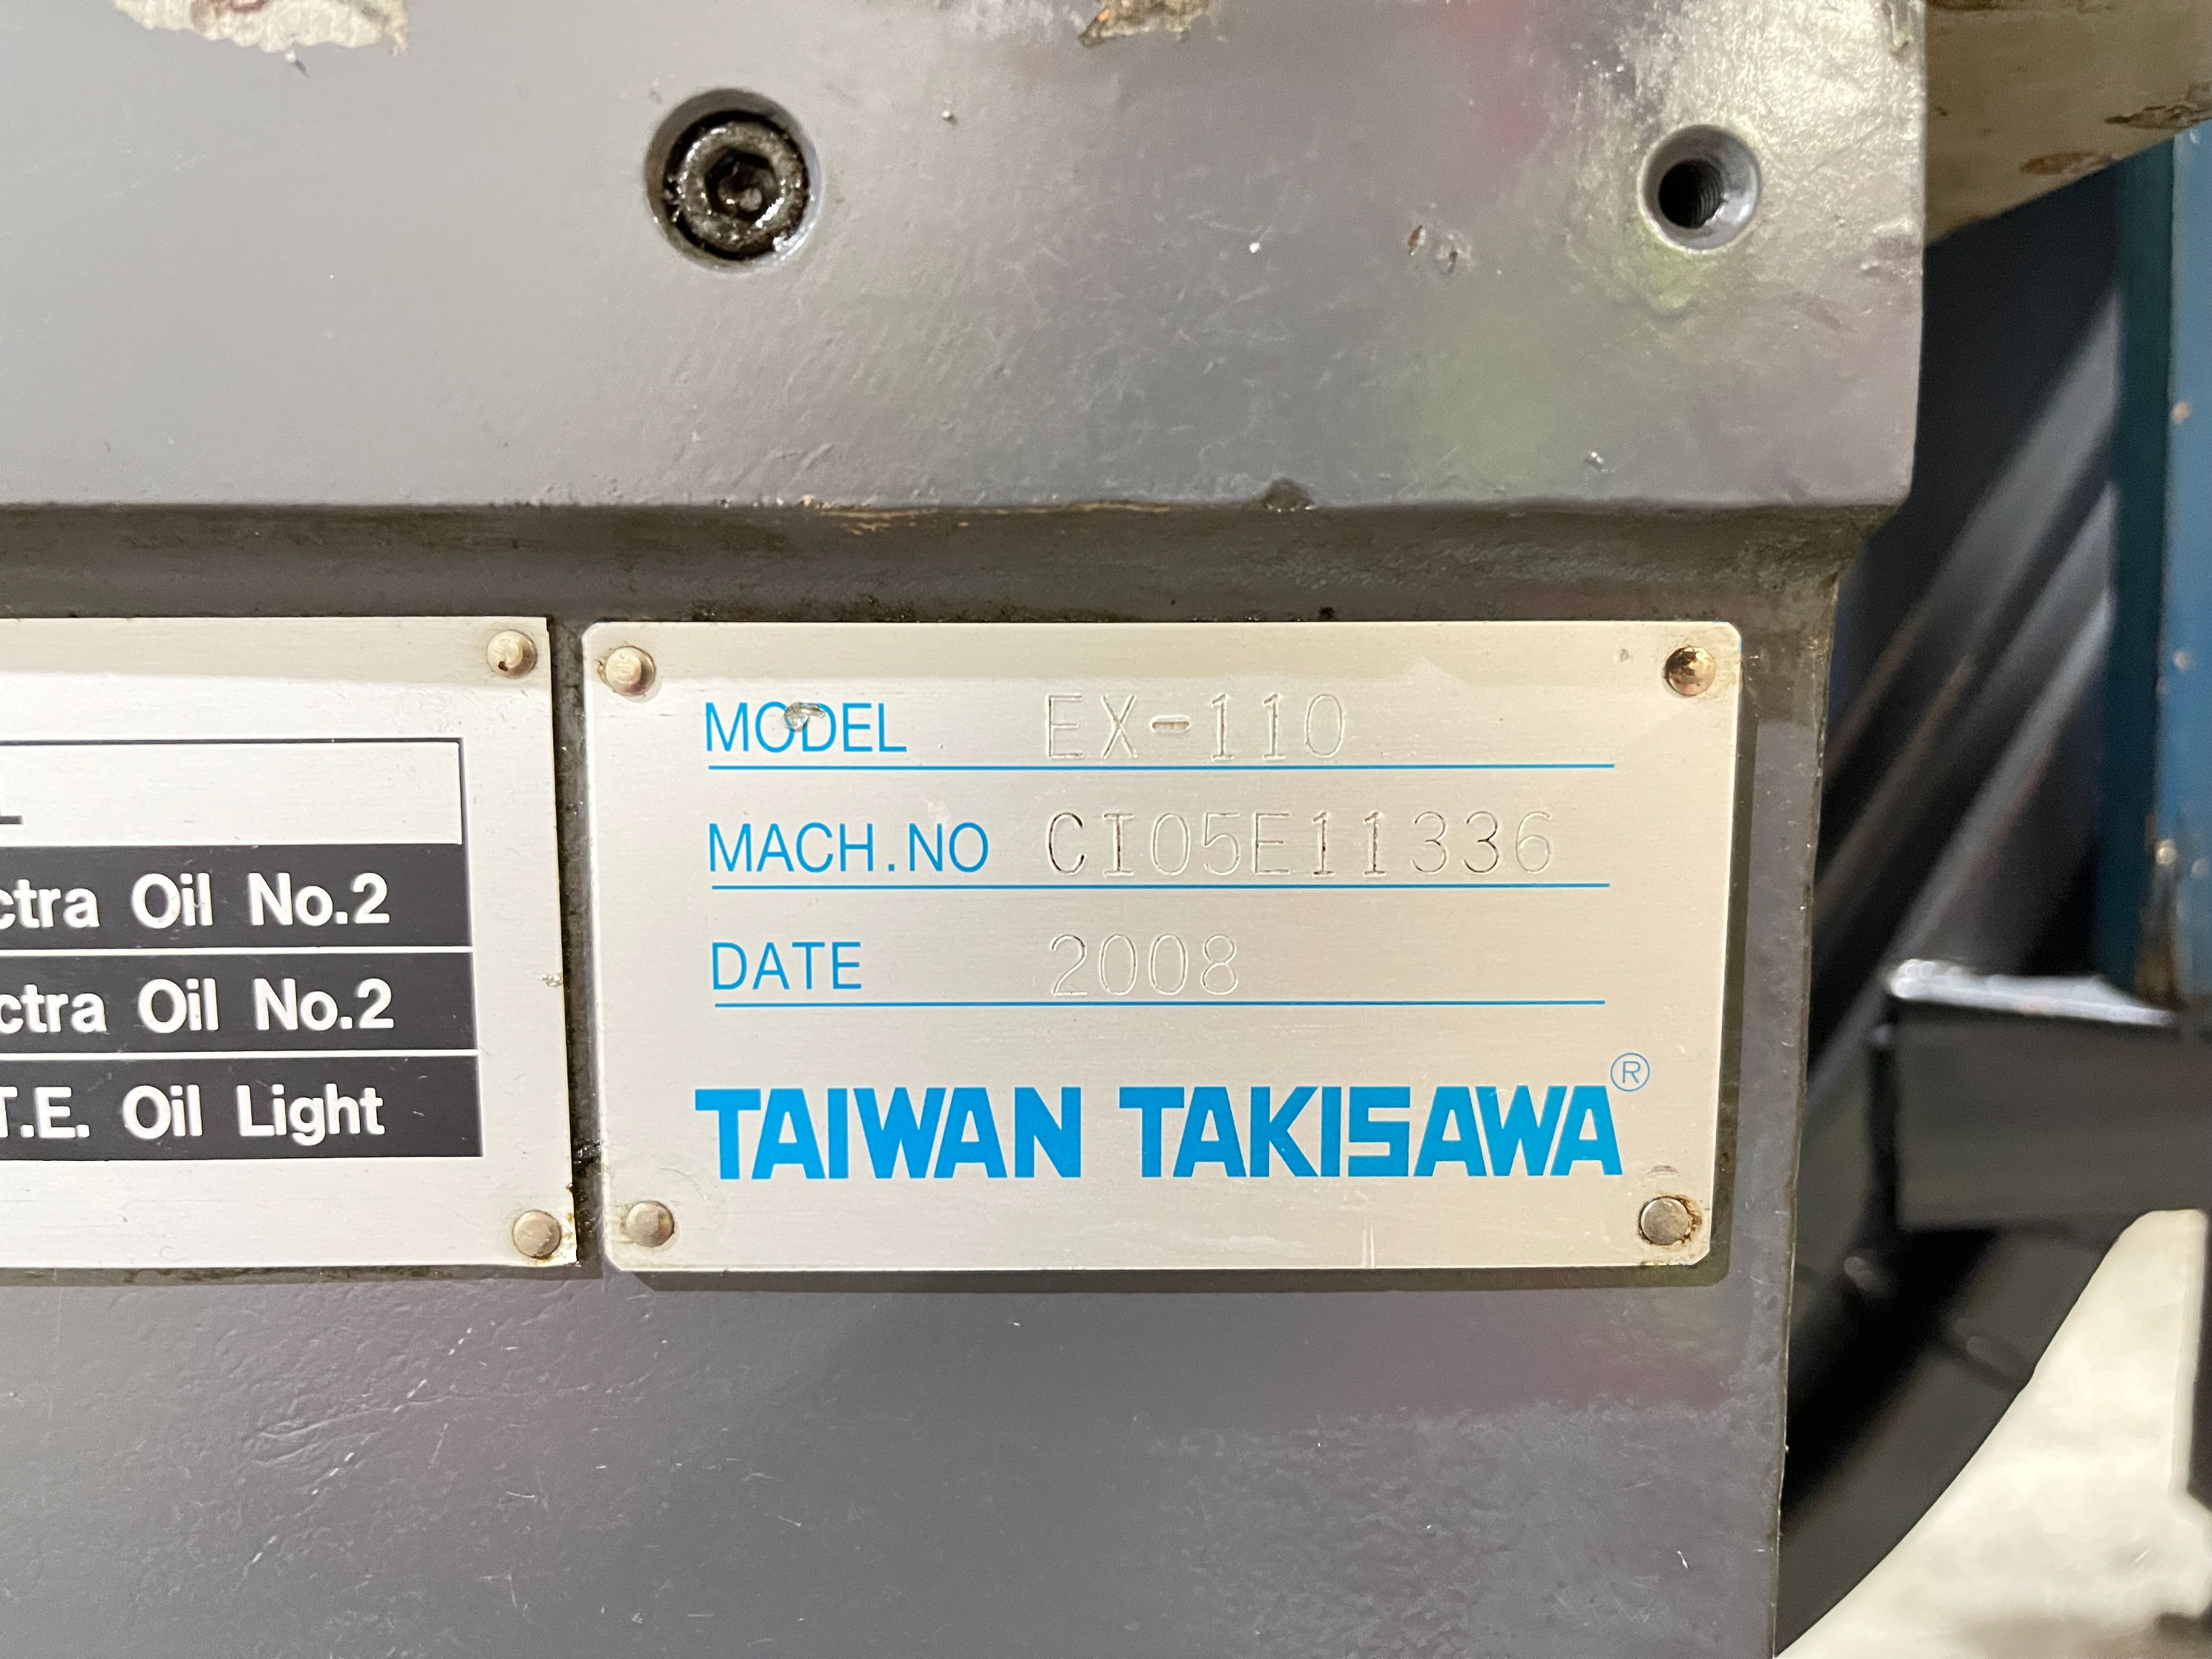 L
ctra Oil No.2
ctra Oil No.2
T.E. Oil Light
MODEL EX-110
MACH.NO CI05E11336
DATE 2008
TAIWAN TAKISAWA®